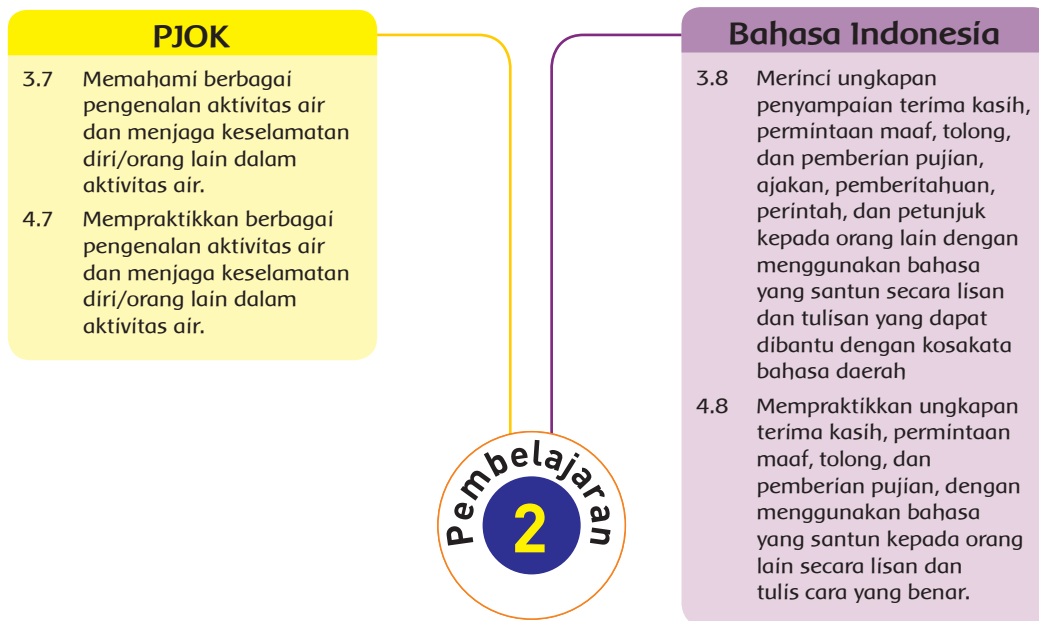 PJOK
3.7 Memahami berbagai
pengenalan aktivitas air
dan menjaga keselamatan
diri/orang lain dalam
aktivitas air.
4.7 Mempraktikkan berbagai
pengenalan aktivitas air
dan menjaga keselamatan
diri/orang lain dalam
aktivitas air.
Bahasa Indonesia
3.8 Merinci ungkapan
penyampaian terima kasih,
permintaan maaf, tolong,
dan pemberian pujian,
ajakan, pemberitahuan,
perintah, dan petunjuk
kepada orang lain dengan
menggunakan bahasa
yang santun secara lisan
dan tulisan yang dapat
dibantu dengan kosakata
bahasa daerah
4.8 Mempraktikkan ungkapan
terima kasih, permintaan
maaf, tolong, dan
pemberian pujian, dengan
menggunakan bahasa
yang santun kepada orang
lain secara lisan dan
tulis cara yang benar.
Pembelajaran
2